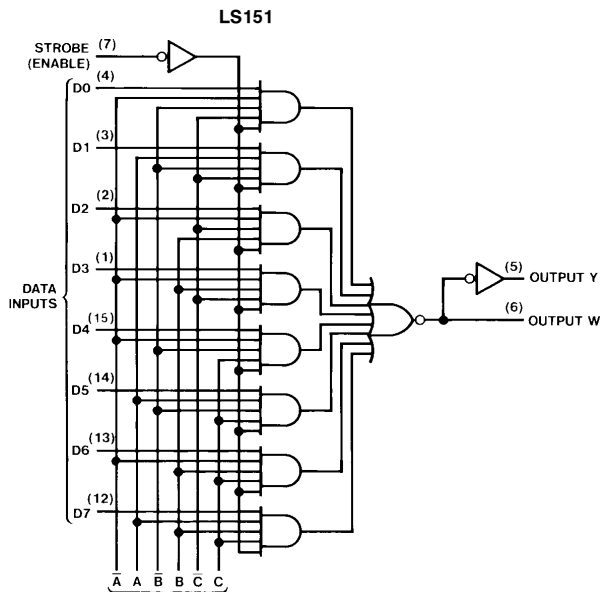 LS151
STROBE (7)
(ENABLE)
(4)
D0
(3)
D1
(2)
D2
(1)
D3
DATA
INPUTS
(15)
D4
(14)
D5
(13)
D6
(12)
D7
(5)
OUTPUT Y
(6)
OUTPUT W
A̅ A B̅ B C̅ C